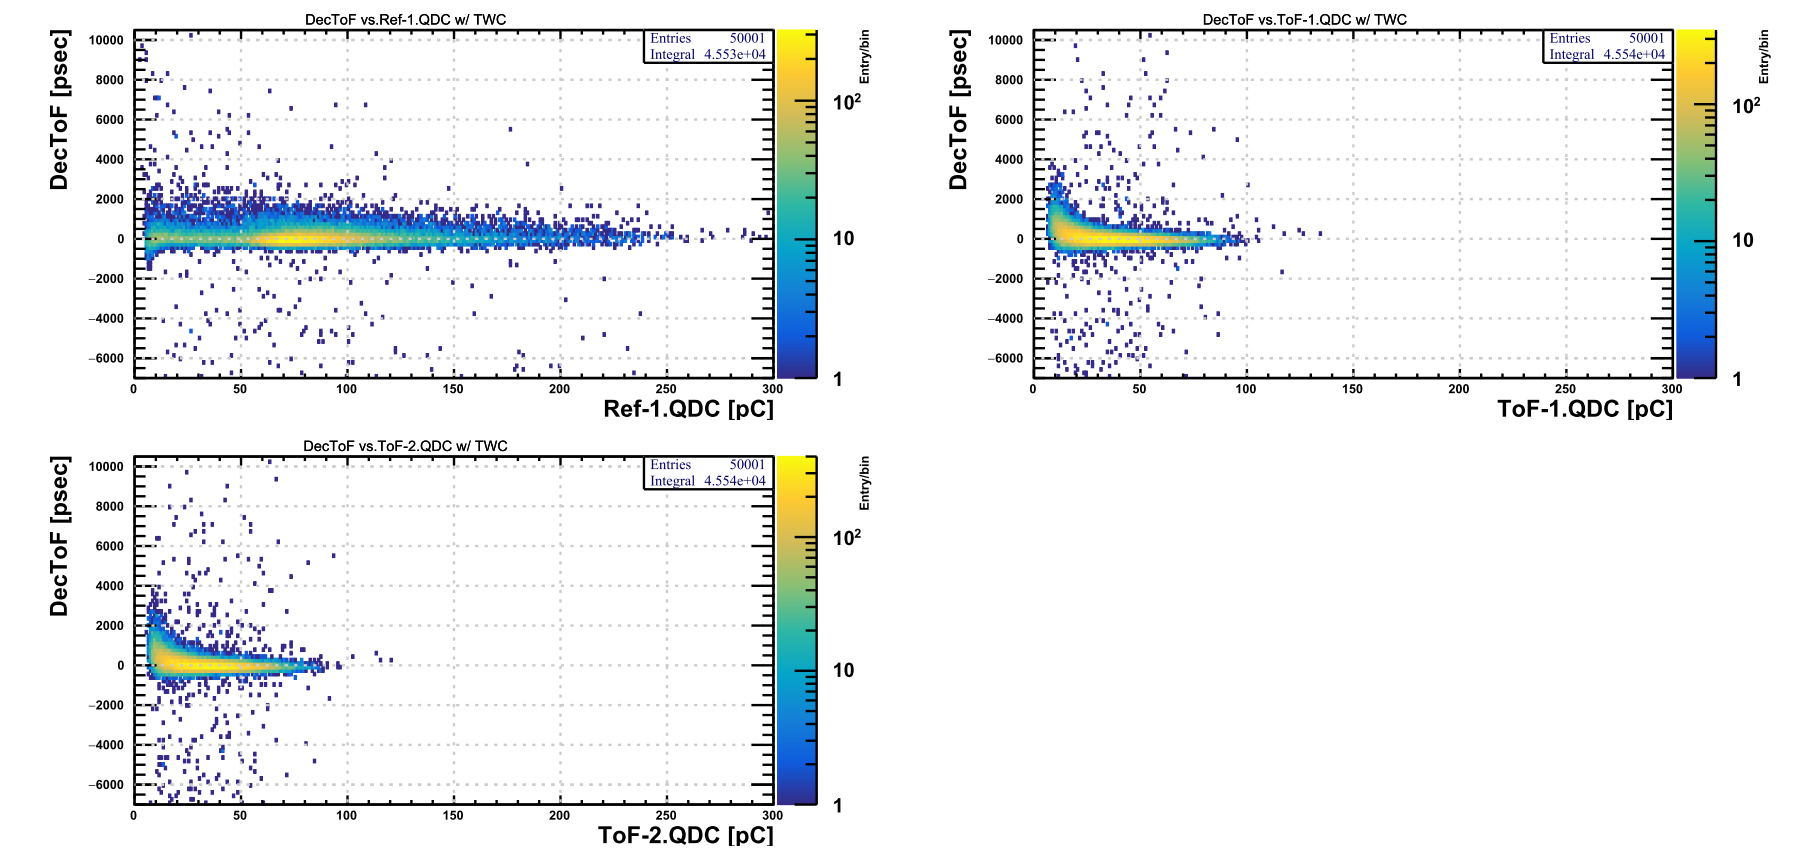 DecToF vs.Ref-1.QDC w/ TWC
DecToF [psec]
10000
8000
6000
4000
2000
0
−2000
−4000
−6000
0 50 100 150 200 250 300
Ref-1.QDC [pC]
Entries 50001
Integral 4.553e+04
Entry/bin
10²
10
1
DecToF vs.ToF-1.QDC w/ TWC
DecToF [psec]
10000
8000
6000
4000
2000
0
−2000
−4000
−6000
0 50 100 150 200 250 300
ToF-1.QDC [pC]
Entries 50001
Integral 4.554e+04
Entry/bin
10²
10
1
DecToF vs.ToF-2.QDC w/ TWC
DecToF [psec]
10000
8000
6000
4000
2000
0
−2000
−4000
−6000
0 50 100 150 200 250 300
ToF-2.QDC [pC]
Entries 50001
Integral 4.554e+04
Entry/bin
10²
10
1